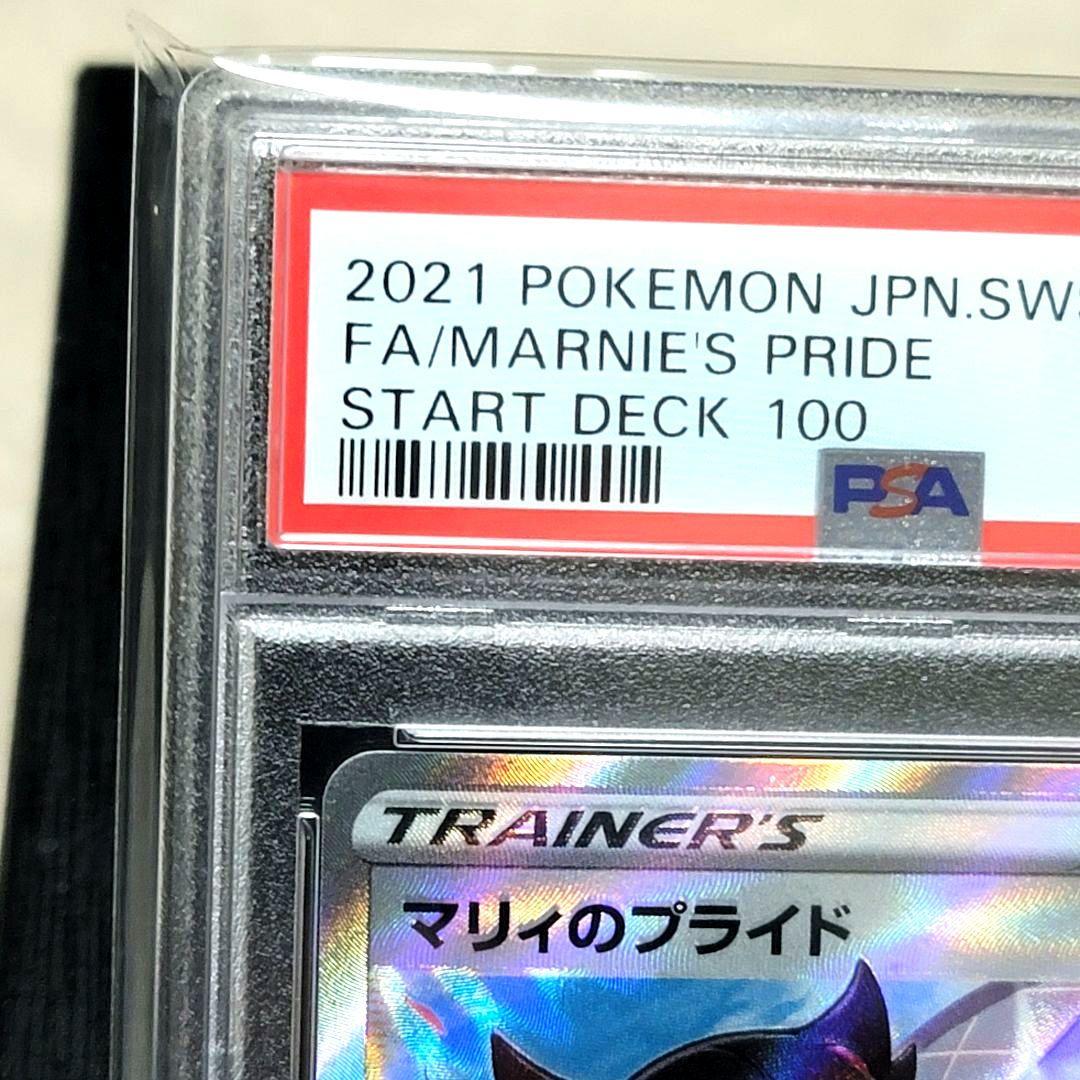 2021 POKEMON JPN.SWS
FA/MARNIE'S PRIDE
START DECK 100
PSA
TRAINER'S
マリィのプライド